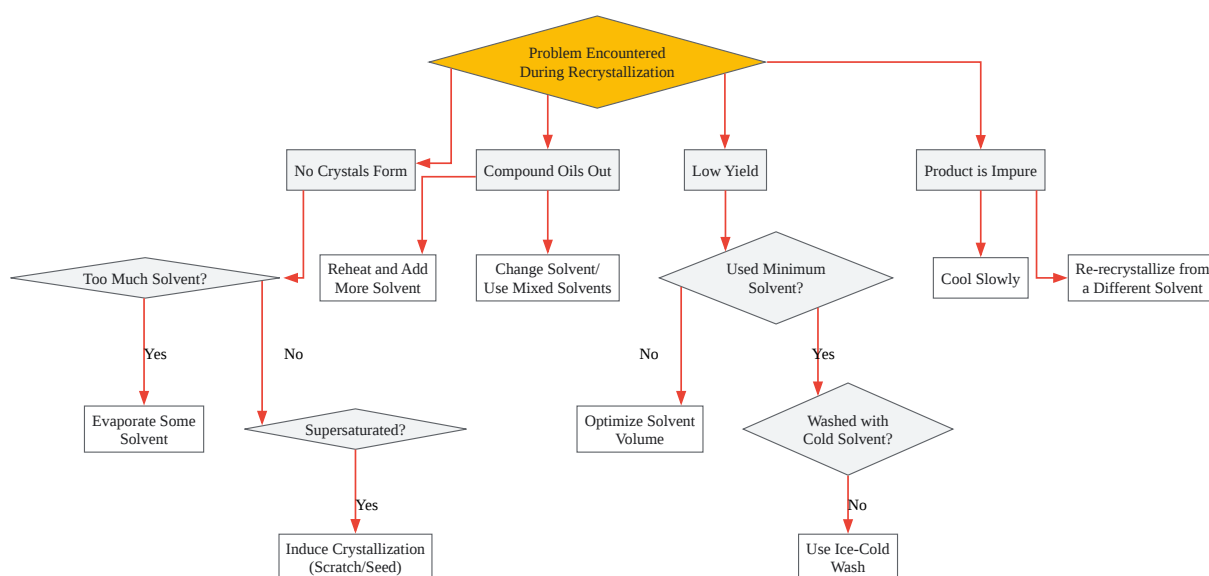 Problem Encountered
During Recrystallization
No Crystals Form
Compound Oils Out
Low Yield
Product is Impure
Too Much Solvent?
Reheat and Add
More Solvent
Change Solvent/
Use Mixed Solvents
Used Minimum
Solvent?
Cool Slowly
Re-recrystallize from
a Different Solvent
Yes
No
No
Yes
Evaporate Some
Solvent
Supersaturated?
Optimize Solvent
Volume
Washed with
Cold Solvent?
Yes
No
Induce Crystallization
(Scratch/Seed)
Use Ice-Cold
Wash